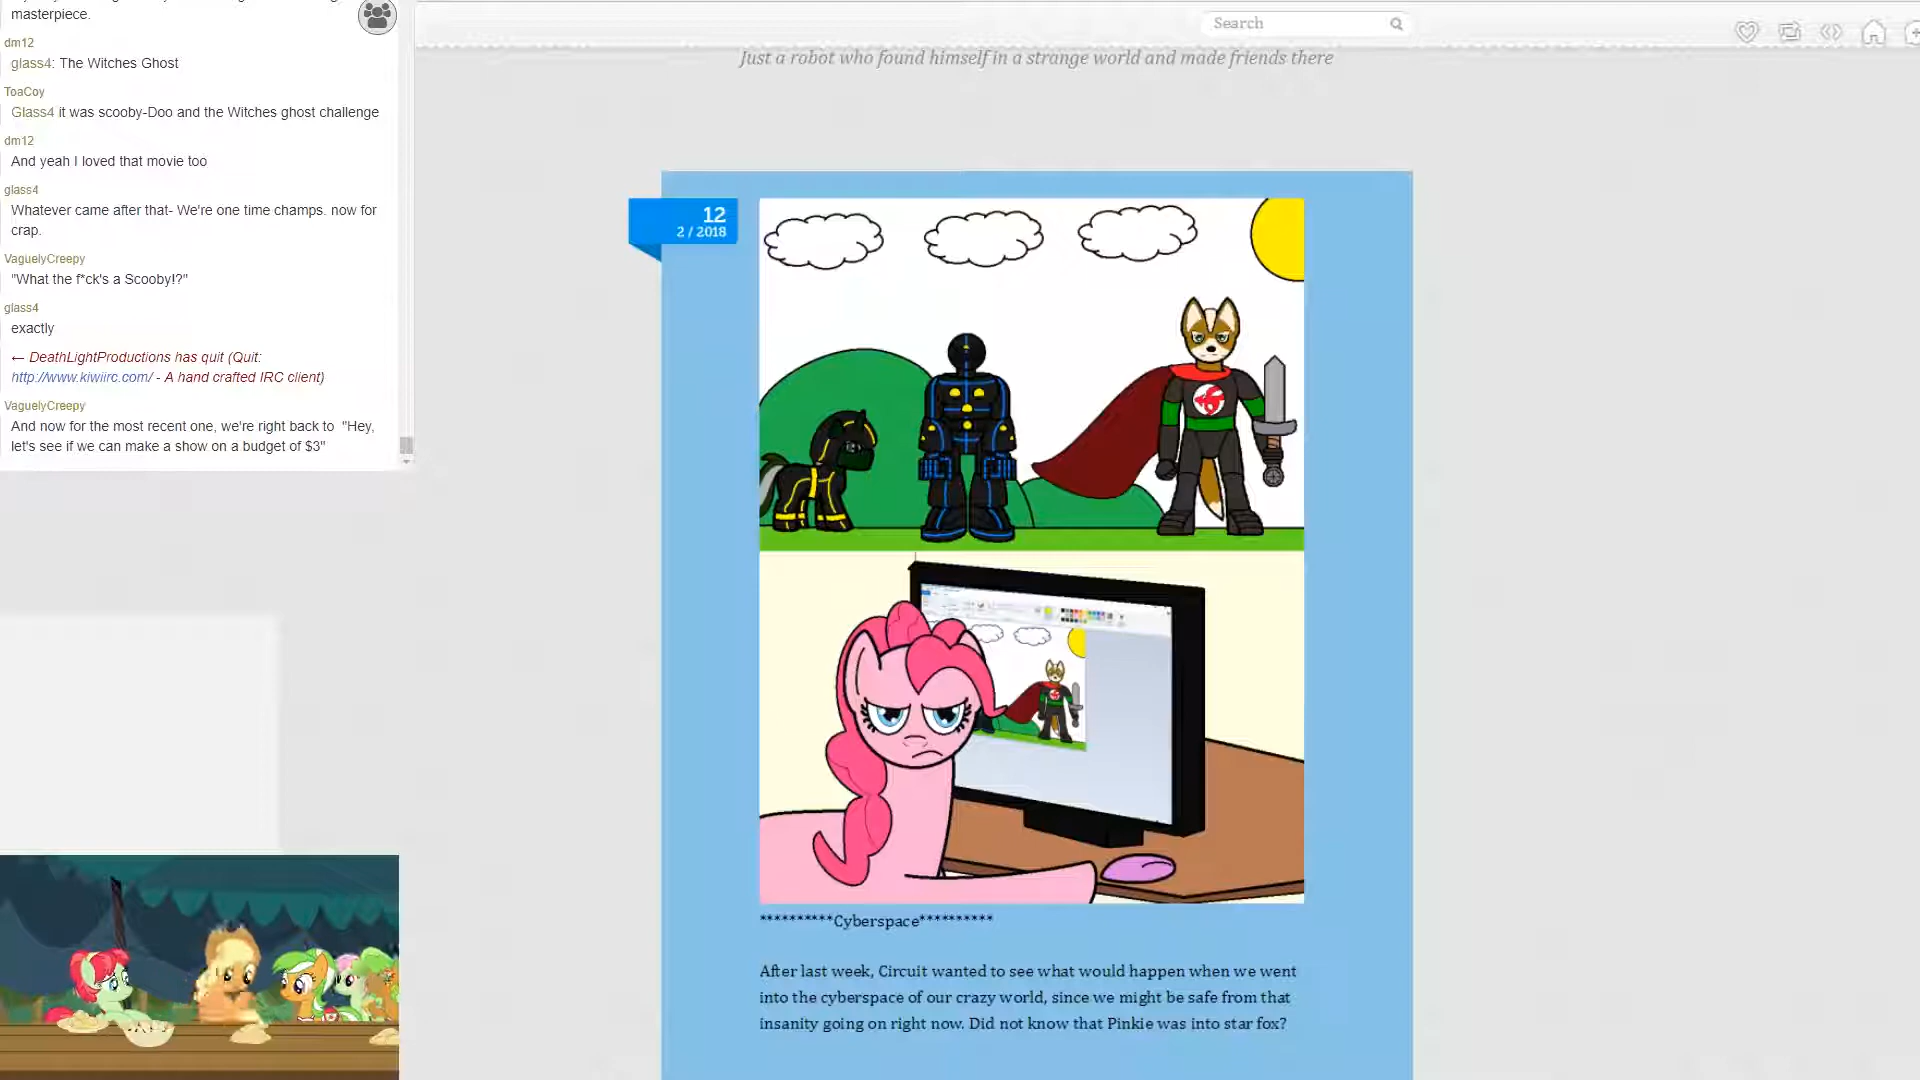 masterpiece.
dm12
glass4: The Witches Ghost
ToaCoy
Glass4 it was scooby-Doo and the Witches ghost challenge
dm12
And yeah I loved that movie too
glass4
Whatever came after that- We're one time champs. now for
crap.
VaguelyCreepy
"What the f*ck's a Scooby!?"
glass4
exactly
← DeathLightProductions has quit (Quit:
http://www.kiwiirc.com/ - A hand crafted IRC client)
VaguelyCreepy
And now for the most recent one, we're right back to "Hey,
let's see if we can make a show on a budget of $3"
Search
Just a robot who found himself in a strange world and made friends there
12
2 / 2018
**********Cyberspace**********
After last week, Circuit wanted to see what would happen when we went
into the cyberspace of our crazy world, since we might be safe from that
insanity going on right now. Did not know that Pinkie was into star fox?